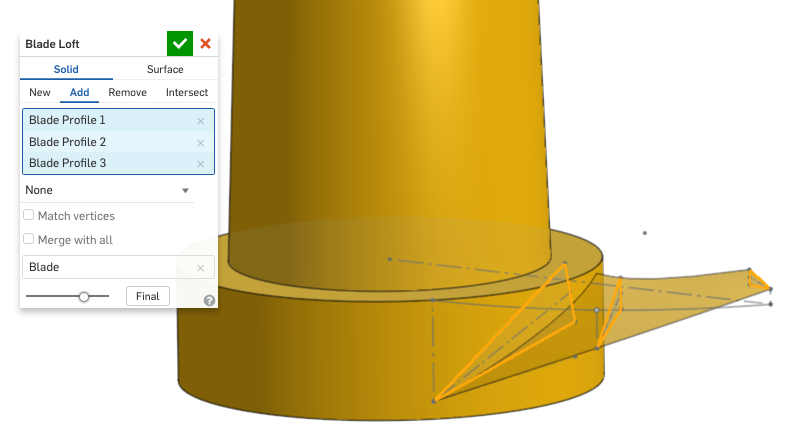 Blade Loft
Solid Surface
New Add Remove Intersect
Blade Profile 1
Blade Profile 2
Blade Profile 3
None
Match vertices
Merge with all
Blade
Final
?